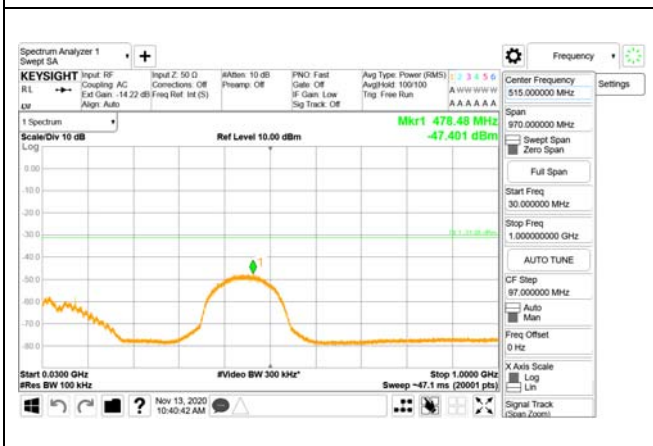 Spectrum Analyzer 1
Swept SA
+
Frequency
KEYSIGHT
RL
Input: RF
Coupling: AC
Ext Gain: -14.22 dB
Align: Auto
Input Z: 50 Ω
Corrections: Off
Freq Ref: Int (S)
#Atten: 10 dB
Preamp: Off
PNO: Fast
Gate: Off
IF Gain: Low
Sig Track: Off
Avg Type: Power (RMS)
Avg|Hold: 100/100
Trig: Free Run
1 2 3 4 5 6
A W W W W W
A A A A A A
1 Spectrum
Scale/Div 10 dB
Log
Ref Level 10.00 dBm
Mkr1 478.48 MHz
-47.401 dBm
0.00
-10.0
-20.0
-30.0
-40.0
-50.0
-60.0
-70.0
-80.0
1
Start 0.0300 GHz
#Res BW 100 kHz
#Video BW 300 kHz*
Stop 1.0000 GHz
Sweep ~47.1 ms (20001 pts)
Nov 13, 2020
10:40:42 AM
?
Center Frequency
515.000000 MHz
Settings
Span
970.000000 MHz
Swept Span
Zero Span
Full Span
Start Freq
30.000000 MHz
Stop Freq
1.000000000 GHz
AUTO TUNE
CF Step
97.000000 MHz
Auto
Man
Freq Offset
0 Hz
X Axis Scale
Log
Lin
Signal Track
(Span Zoom)